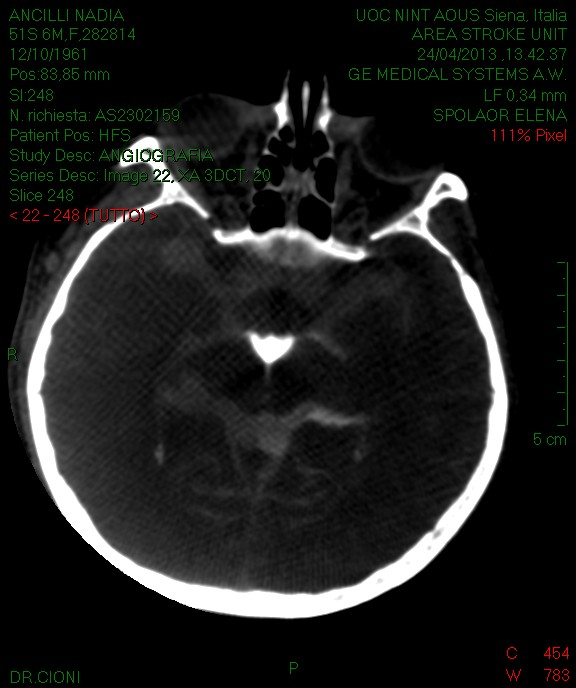 ANCILLI NADIA
51S 6M,F,282814
12/10/1961
Pos:83,85 mm
SI:248
N. richiesta: AS2302159
Patient Pos: HFS
Study Desc: ANGIOGRAFIA
Series Desc: Image 22, XA 3DCT, 20
Slice 248
< 22 - 248 (TUTTO) >
UOC NINT AOUS Siena, Italia
AREA STROKE UNIT
24/04/2013 ,13.42.37
GE MEDICAL SYSTEMS A.W.
LF 0,34 mm
SPOLAOR ELENA
111% Pixel
R
5 cm
C 454
W 783
P
DR.CIONI